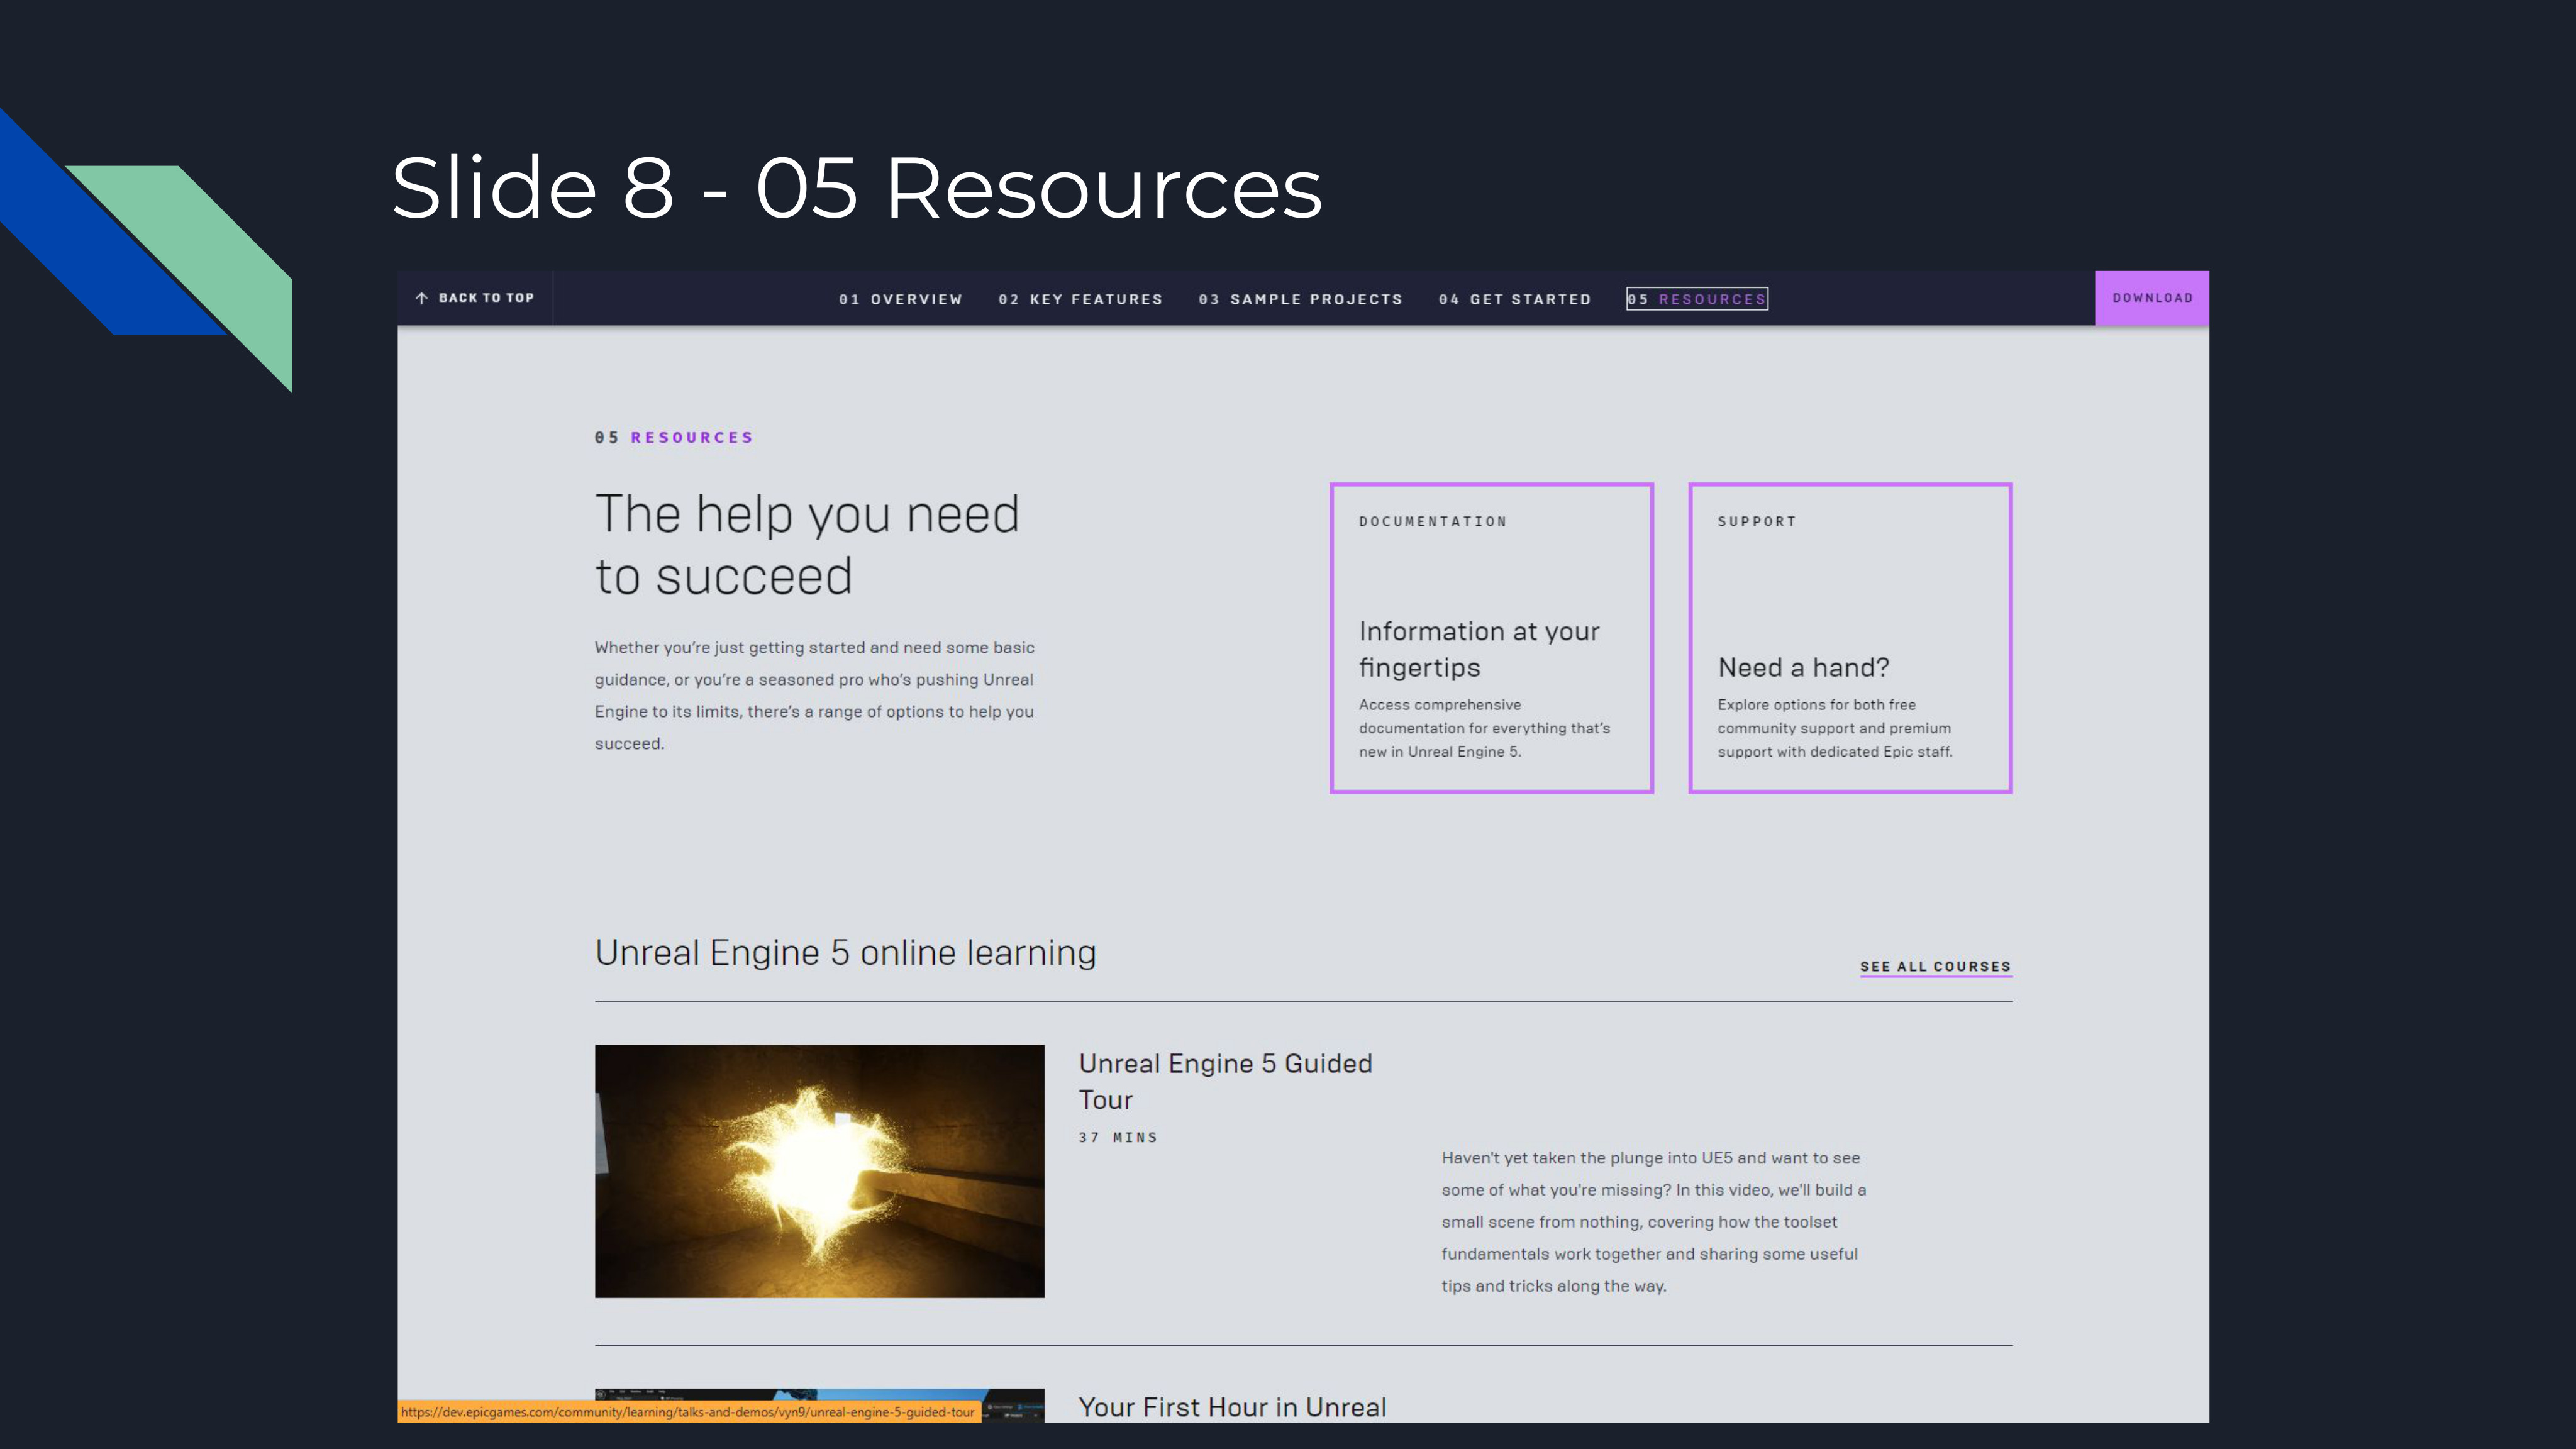 Slide 8 - 05 Resources
BACK TO TOP
01 OVERVIEW
02 KEY FEATURES
03 SAMPLE PROJECTS
04 GET STARTED
05 RESOURCES
DOWNLOAD
05 RESOURCES
The help you need
to succeed
Whether you’re just getting started and need some basic
guidance, or you’re a seasoned pro who’s pushing Unreal
Engine to its limits, there’s a range of options to help you
succeed.
DOCUMENTATION
Information at your
fingertips
Access comprehensive
documentation for everything that’s
new in Unreal Engine 5.
SUPPORT
Need a hand?
Explore options for both free
community support and premium
support with dedicated Epic staff.
Unreal Engine 5 online learning
SEE ALL COURSES
Unreal Engine 5 Guided
Tour
37 MINS
Haven't yet taken the plunge into UE5 and want to see
some of what you're missing? In this video, we'll build a
small scene from nothing, covering how the toolset
fundamentals work together and sharing some useful
tips and tricks along the way.
Your First Hour in Unreal
https://dev.epicgames.com/community/learning/talks-and-demos/vyn9/unreal-engine-5-guided-tour